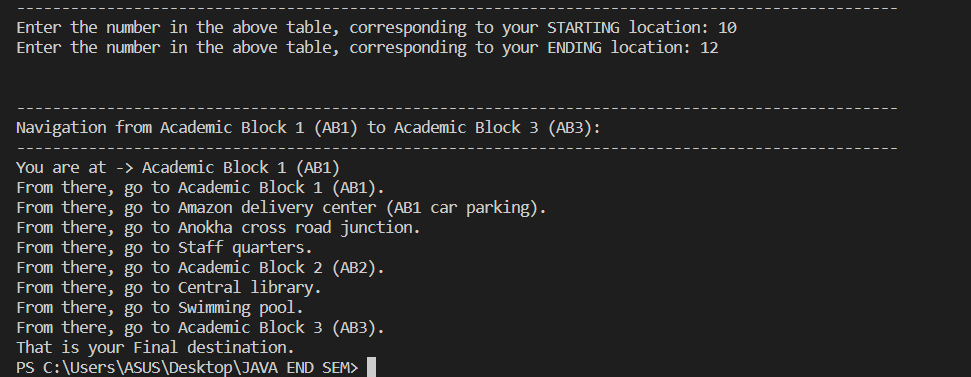 -------------------------------------------------------------------------------------------------
Enter the number in the above table, corresponding to your STARTING location: 10
Enter the number in the above table, corresponding to your ENDING location: 12
-------------------------------------------------------------------------------------------------
Navigation from Academic Block 1 (AB1) to Academic Block 3 (AB3):
-------------------------------------------------------------------------------------------------
You are at -> Academic Block 1 (AB1)
From there, go to Academic Block 1 (AB1).
From there, go to Amazon delivery center (AB1 car parking).
From there, go to Anokha cross road junction.
From there, go to Staff quarters.
From there, go to Academic Block 2 (AB2).
From there, go to Central library.
From there, go to Swimming pool.
From there, go to Academic Block 3 (AB3).
That is your Final destination.
PS C:\Users\ASUS\Desktop\JAVA END SEM>